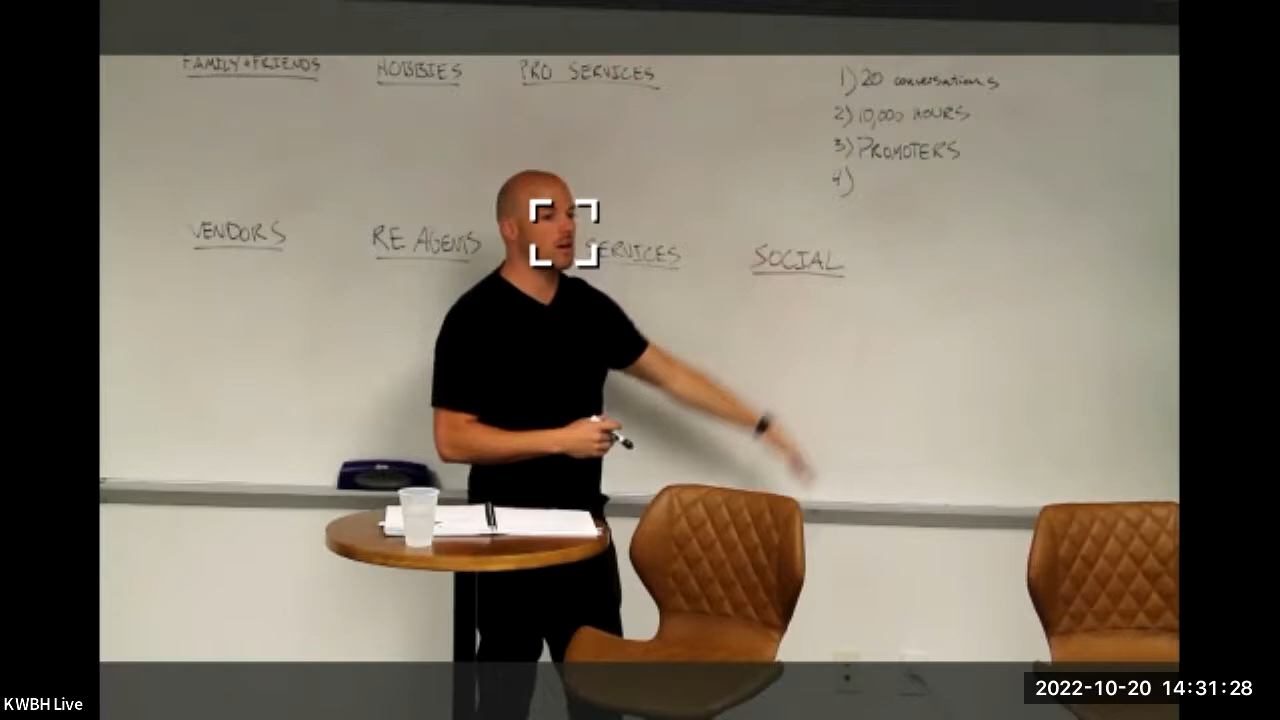 FAMILY + FRIENDS HOBBIES PRO SERVICES
1) 20 conversations
2) 10,000 HOURS
3) PROMOTERS
4)
VENDORS RE AGENTS SERVICES SOCIAL
KWBH Live
2022-10-20 14:31:28